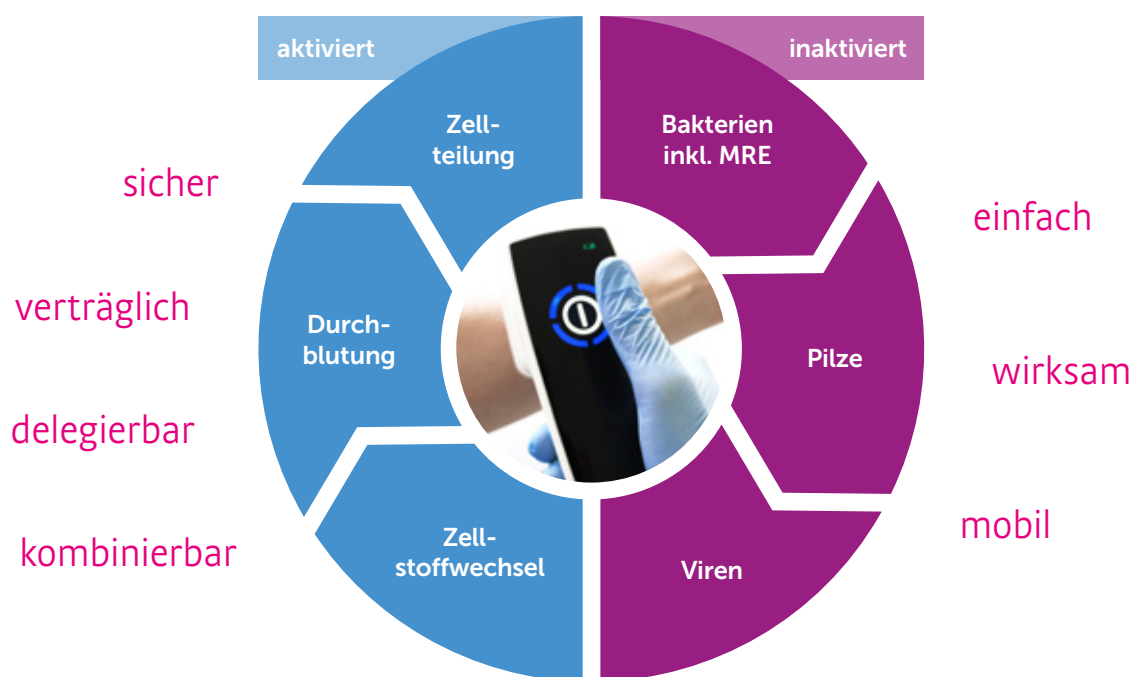 aktiviert
inaktiviert
Zell-
teilung
Bakterien
inkl. MRE
sicher
einfach
verträglich
Durch-
blutung
Pilze
wirksam
delegierbar
kombinierbar
Zell-
stoffwechsel
Viren
mobil